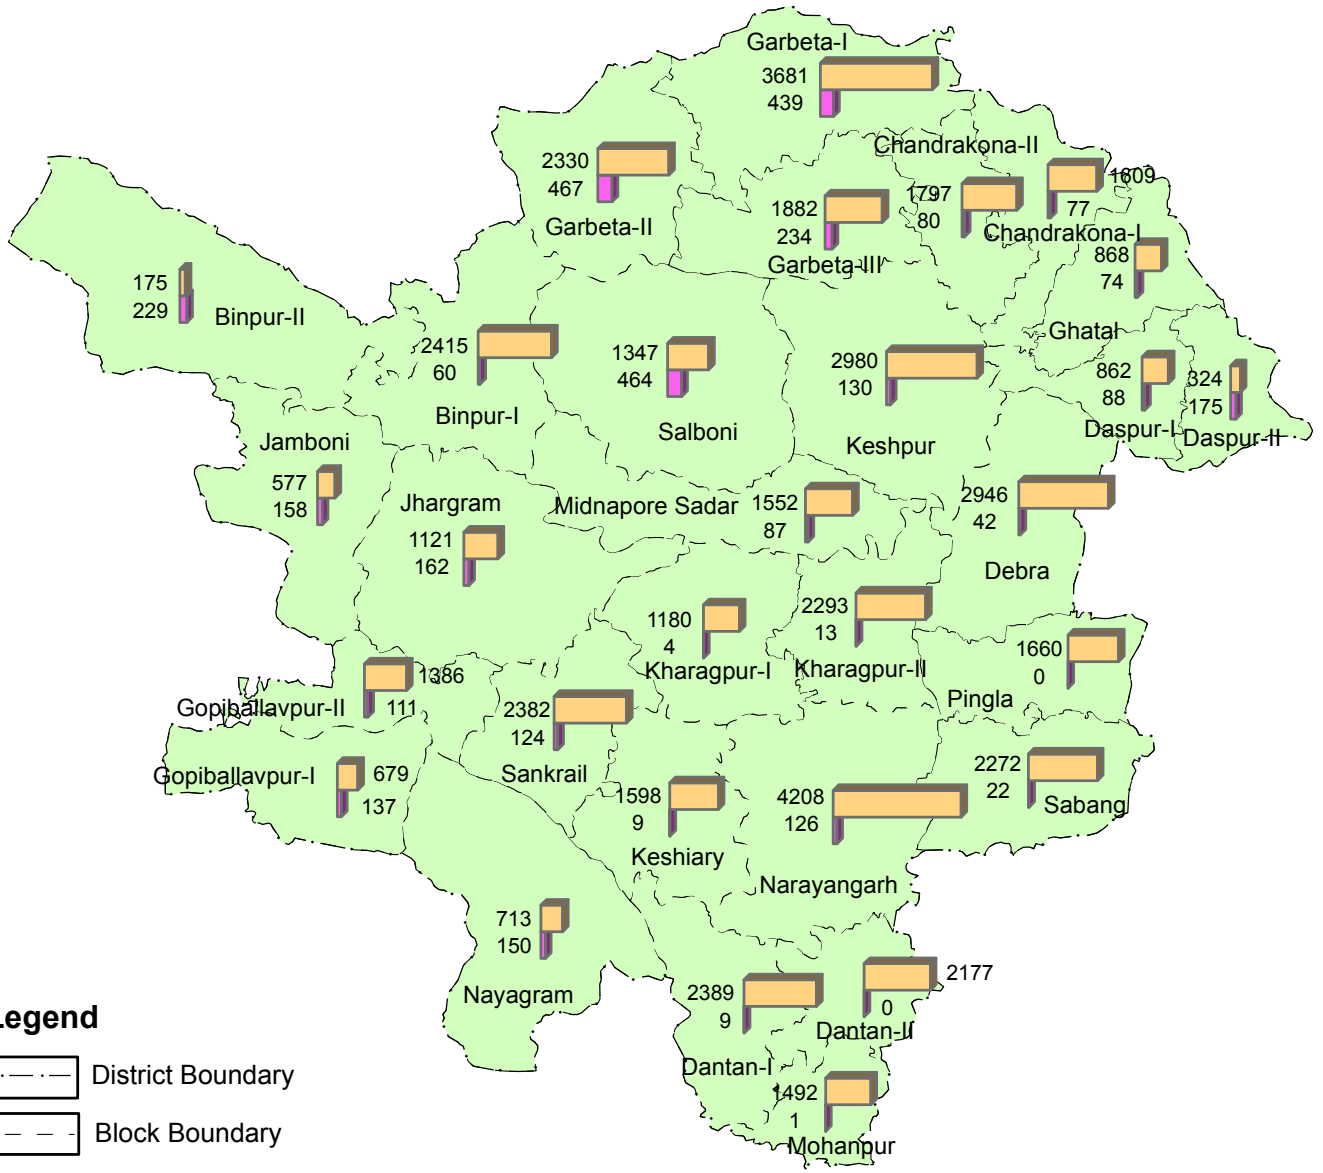 Garbeta-I
3681
439
Chandrakona-II
2330
467
Garbeta-II
1882
234
Garbeta-III
1797
80
1609
77
Chandrakona-I
868
74
Ghatal
175
229
Binpur-II
2415
60
Binpur-I
1347
464
Salboni
2980
130
Keshpur
862
88
Daspur-I
324
175
Daspur-II
Jamboni
577
158
Jhargram
1121
162
Midnapore Sadar
1552
87
2946
42
Debra
1180
4
Kharagpur-I
2293
13
Kharagpur-II
1660
0
Pingla
1386
111
Gopiballavpur-II
2382
124
Sankrail
Gopiballavpur-I
679
137
1598
9
Keshiary
4208
126
Narayangarh
2272
22
Sabang
713
150
Nayagram
2389
9
Dantan-I
2177
0
Dantan-II
1492
1
Mohanpur
Legend
District Boundary
Block Boundary